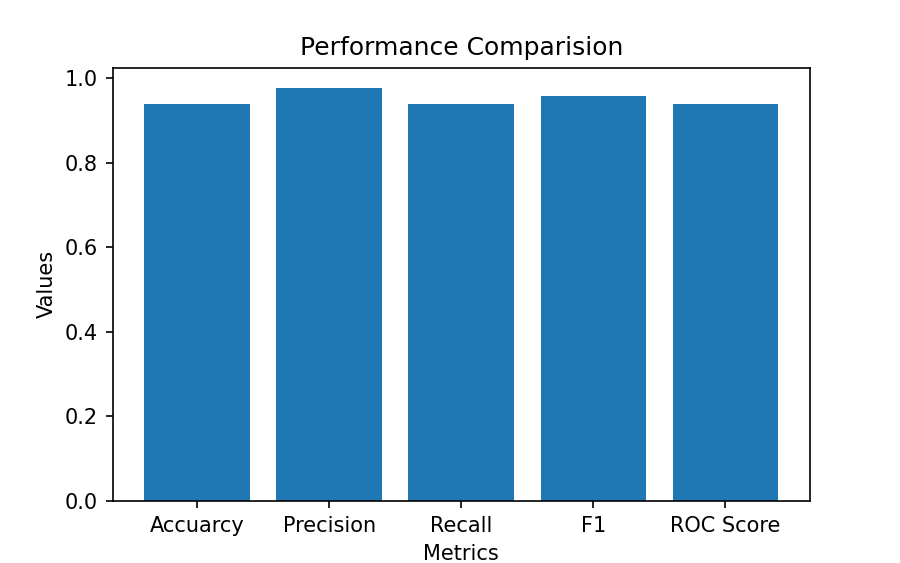 Performance Comparision
1.0
0.8
0.6
0.4
0.2
0.0
Values
Accuarcy Precision Recall F1 ROC Score
Metrics